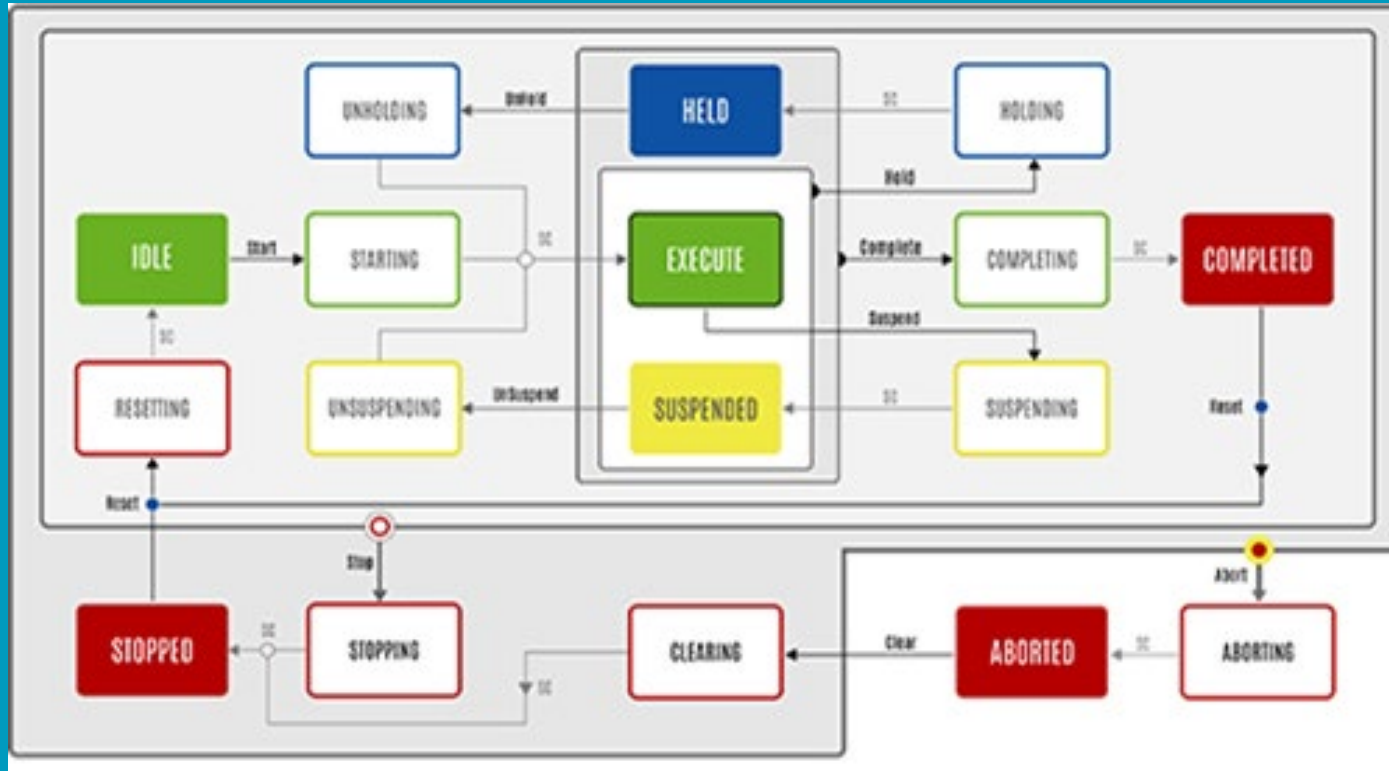 UNHOLDING
UnHold
HELD
SC
HOLDING
Hold
IDLE
Start
STARTING
SC
EXECUTE
Complete
COMPLETING
SC
COMPLETED
SC
Suspend
RESETTING
UNSUSPENDING
UnSuspend
SUSPENDED
SC
SUSPENDING
Reset
Reset
Stop
Abort
STOPPED
SC
STOPPING
SC
CLEARING
Clear
ABORTED
SC
ABORTING